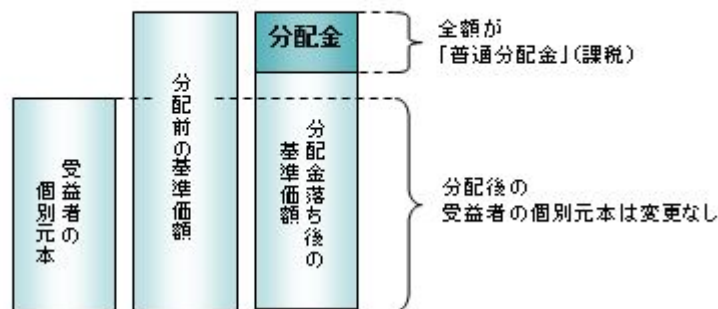 受益者の
個別元本
分配前の基準価額
分配金
分配金落ち後の
基準価額
全額が
「普通分配金」(課税)
分配後の
受益者の個別元本は変更なし